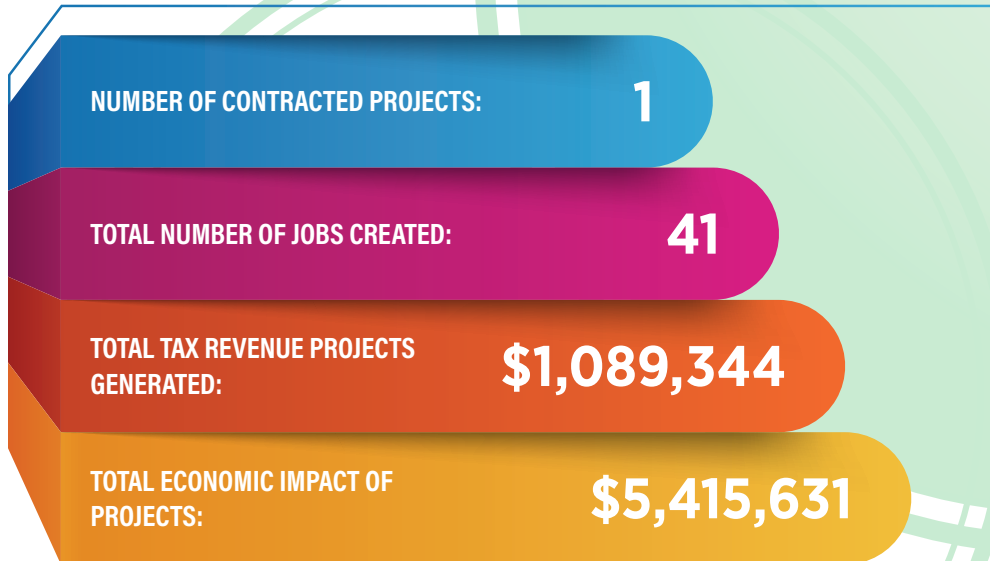 NUMBER OF CONTRACTED PROJECTS: 1
TOTAL NUMBER OF JOBS CREATED: 41
TOTAL TAX REVENUE PROJECTS
GENERATED: $1,089,344
TOTAL ECONOMIC IMPACT OF
PROJECTS: $5,415,631